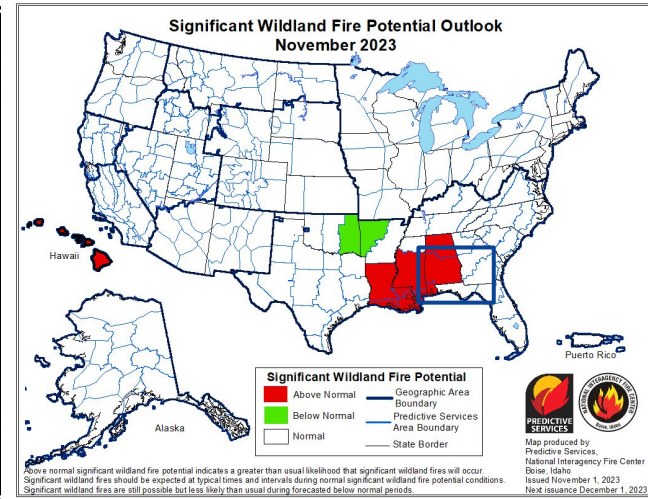 Significant Wildland Fire Potential Outlook
November 2023
Hawaii
Alaska
Puerto Rico
Significant Wildland Fire Potential
Above Normal
Below Normal
Normal
Geographic Area
Boundary
Predictive Services
Area Boundary
State Border
PREDICTIVE
SERVICES
NATIONAL INTERAGENCY FIRE CENTER
Boise, Idaho
Map produced by
Predictive Services,
National Interagency Fire Center
Boise, Idaho
Issued November 1, 2023
Next issuance December 1, 2023
Above normal significant wildland fire potential indicates a greater than usual likelihood that significant wildland fires will occur.
Significant wildland fires should be expected at typical times and intervals during normal significant wildland fire potential conditions.
Significant wildland fires are still possible but less likely than usual during forecasted below normal periods.